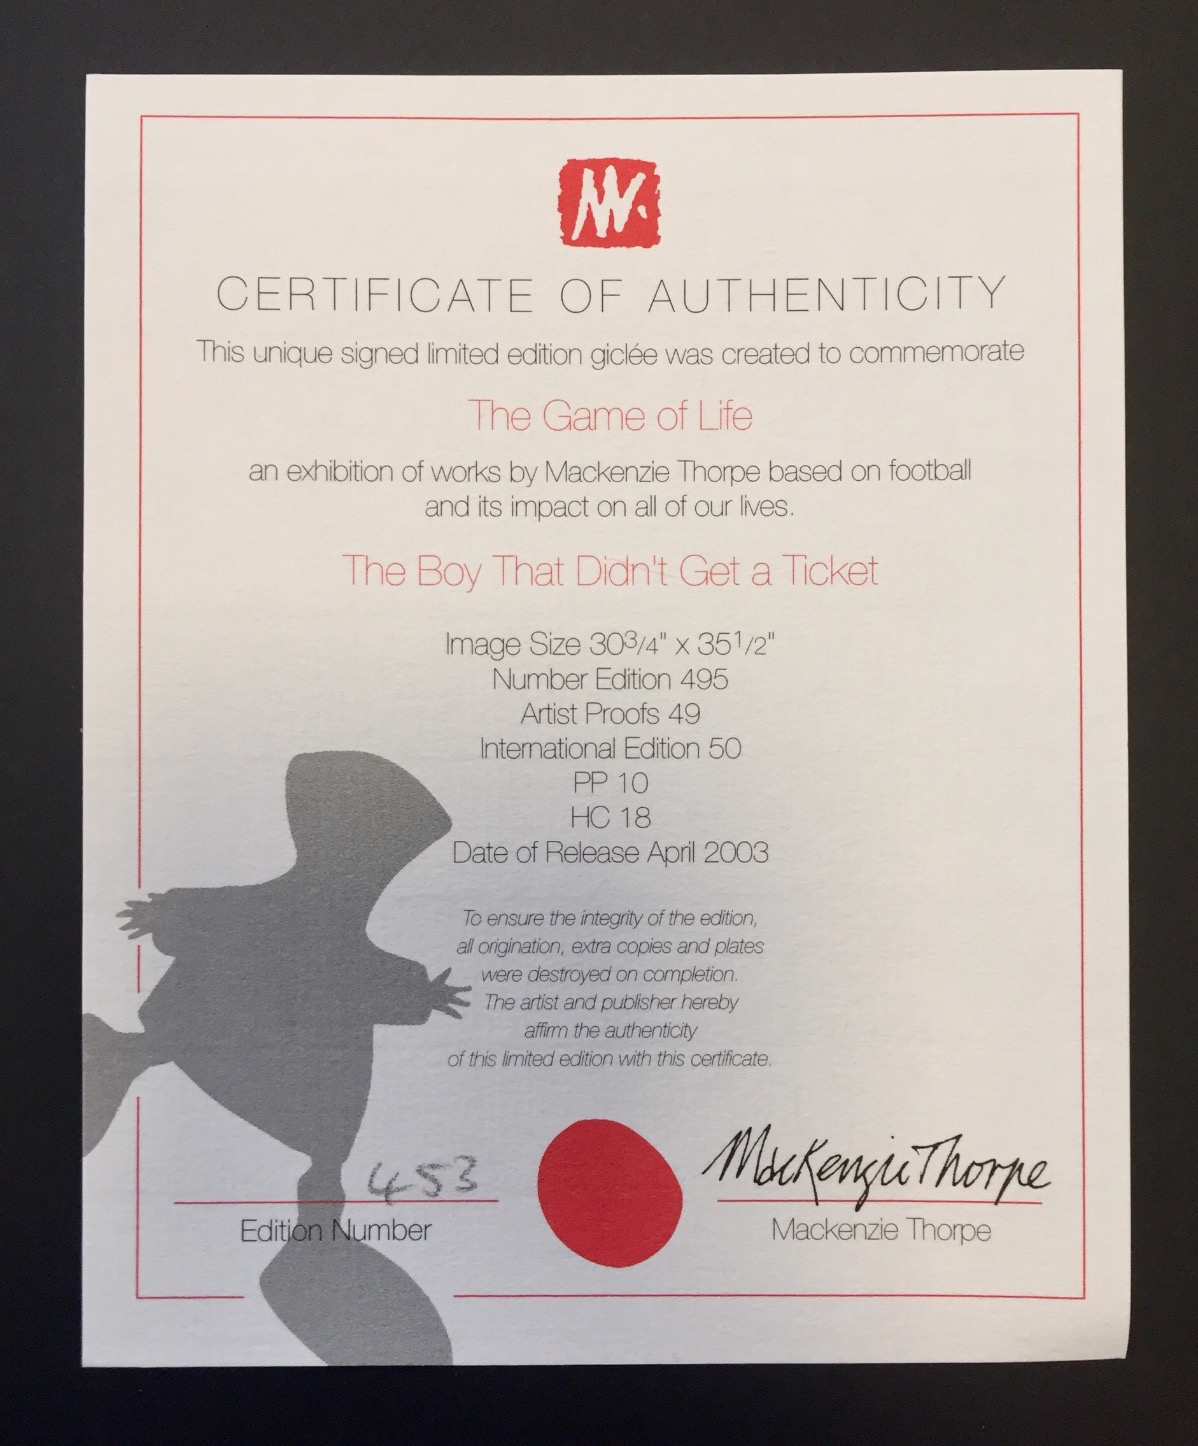 CERTIFICATE OF AUTHENTICITY
This unique signed limited edition giclée was created to commemorate
The Game of Life
an exhibition of works by Mackenzie Thorpe based on football
and its impact on all of our lives.
The Boy That Didn't Get a Ticket
Image Size 30 3/4" x 35 1/2"
Number Edition 495
Artist Proofs 49
International Edition 50
PP 10
HC 18
Date of Release April 2003
To ensure the integrity of the edition,
all origination, extra copies and plates
were destroyed on completion.
The artist and publisher hereby
affirm the authenticity
of this limited edition with this certificate.
453
Edition Number
MacKenzie Thorpe
Mackenzie Thorpe